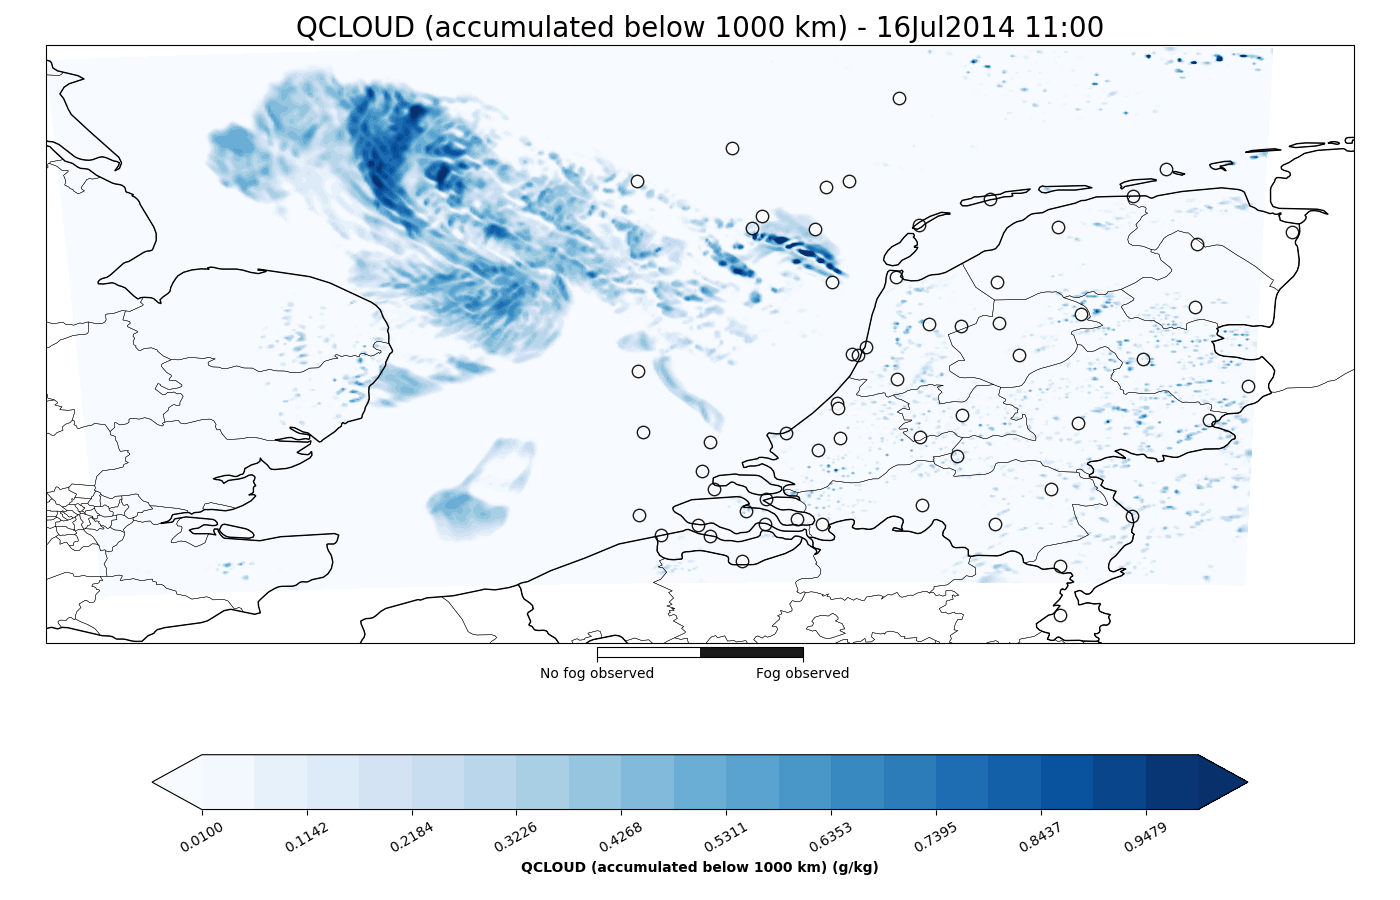 QCLOUD (accumulated below 1000 km) - 16Jul2014 11:00
No fog observed
Fog observed
0.0100
0.1142
0.2184
0.3226
0.4268
0.5311
0.6353
0.7395
0.8437
0.9479
QCLOUD (accumulated below 1000 km) (g/kg)